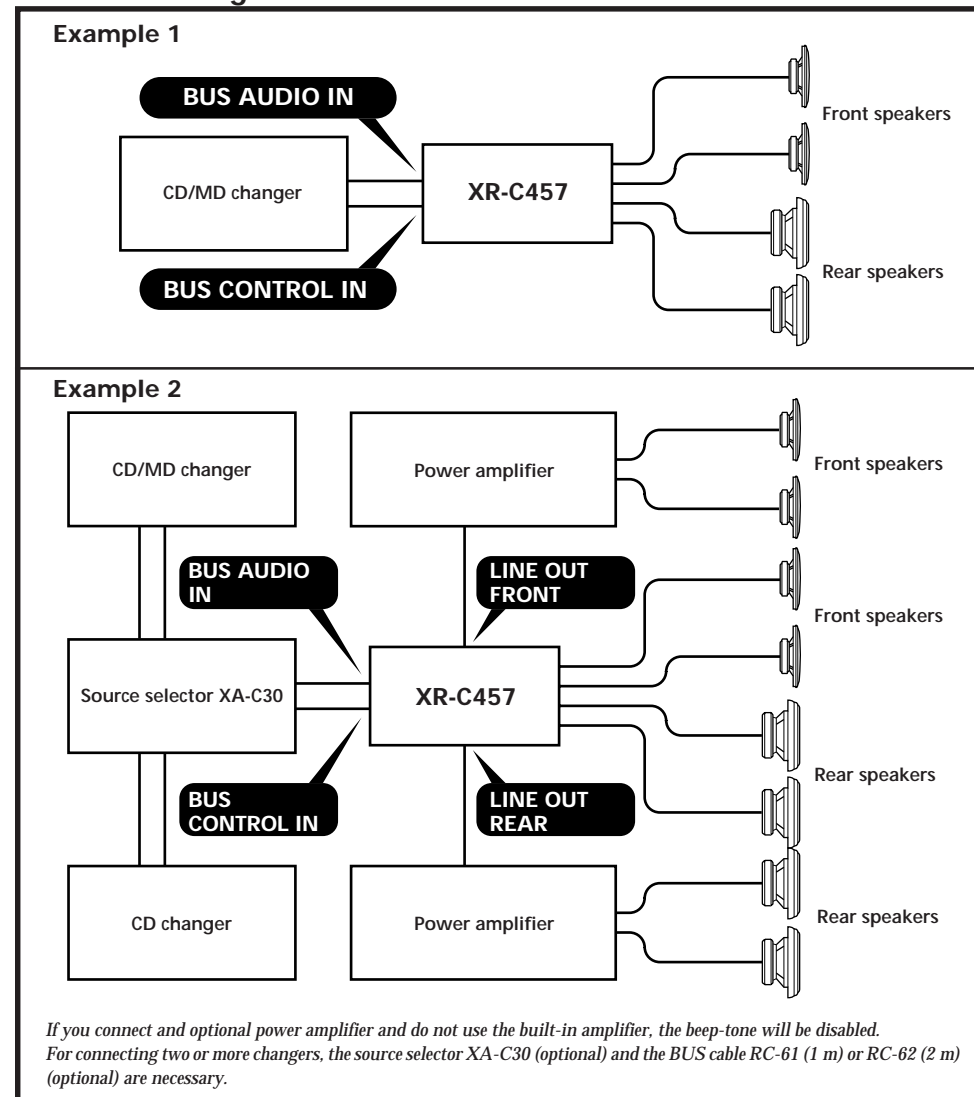 Example 1
BUS AUDIO IN
Front speakers
CD/MD changer
XR-C457
Rear speakers
BUS CONTROL IN
Example 2
CD/MD changer
Power amplifier
Front speakers
BUS AUDIO
IN
LINE OUT
FRONT
Front speakers
Source selector XA-C30
XR-C457
Rear speakers
BUS
CONTROL IN
LINE OUT
REAR
CD changer
Power amplifier
Rear speakers
If you connect and optional power amplifier and do not use the built-in amplifier, the beep-tone will be disabled.
For connecting two or more changers, the source selector XA-C30 (optional) and the BUS cable RC-61 (1 m) or RC-62 (2 m)
(optional) are necessary.